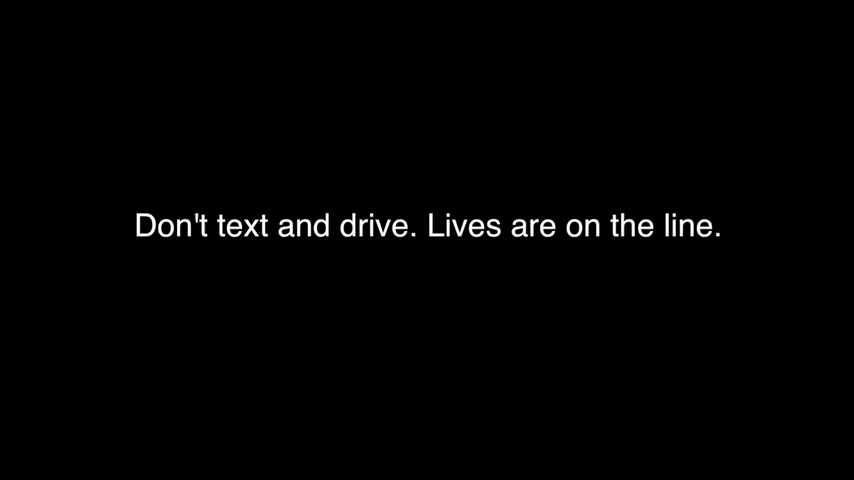 Don't text and drive. Lives are on the line.